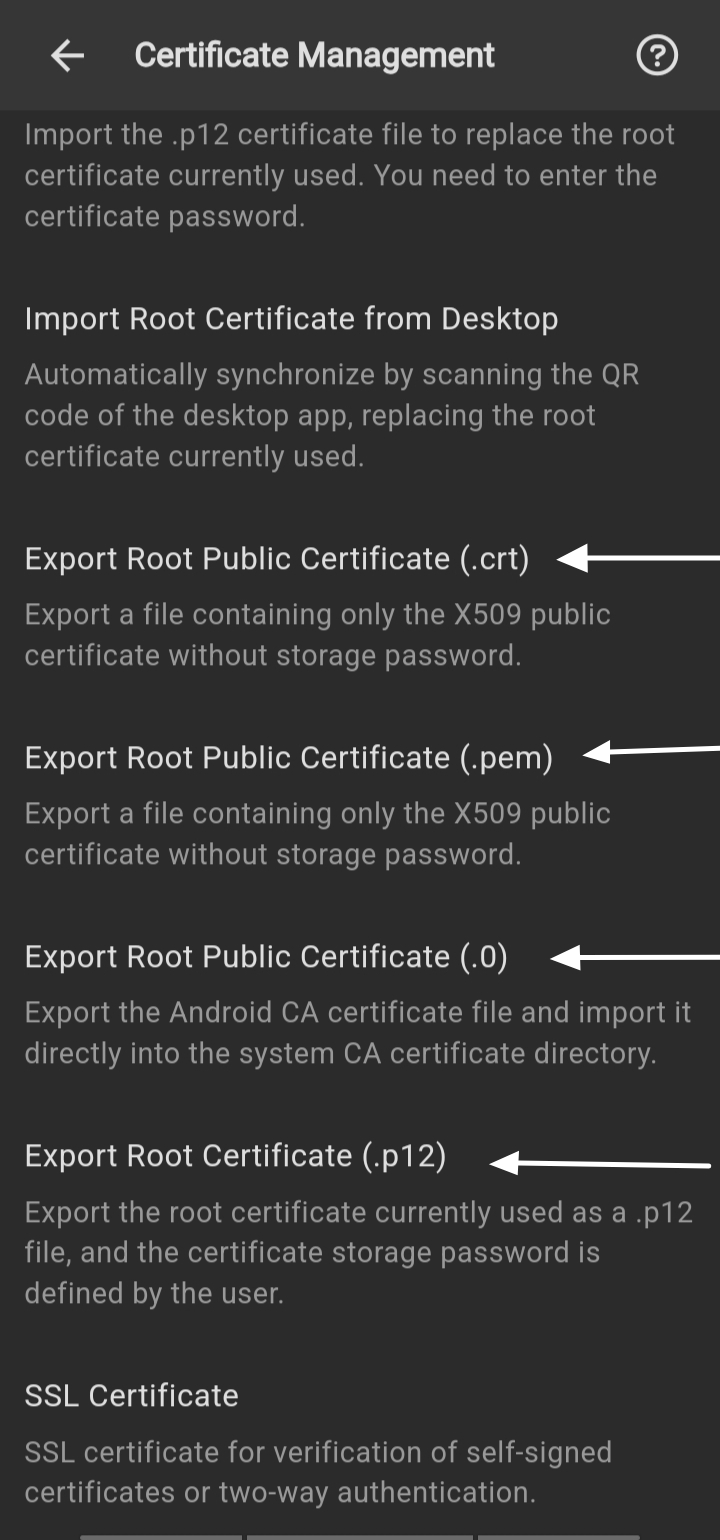 Certificate Management
Import the .p12 certificate file to replace the root
certificate currently used. You need to enter the
certificate password.
Import Root Certificate from Desktop
Automatically synchronize by scanning the QR
code of the desktop app, replacing the root
certificate currently used.
Export Root Public Certificate (.crt)
Export a file containing only the X509 public
certificate without storage password.
Export Root Public Certificate (.pem)
Export a file containing only the X509 public
certificate without storage password.
Export Root Public Certificate (.0)
Export the Android CA certificate file and import it
directly into the system CA certificate directory.
Export Root Certificate (.p12)
Export the root certificate currently used as a .p12
file, and the certificate storage password is
defined by the user.
SSL Certificate
SSL certificate for verification of self-signed
certificates or two-way authentication.